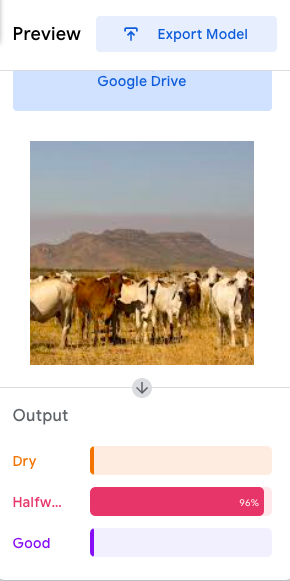 Preview
Export Model
Google Drive
Output
Dry
Halfw...
96%
Good